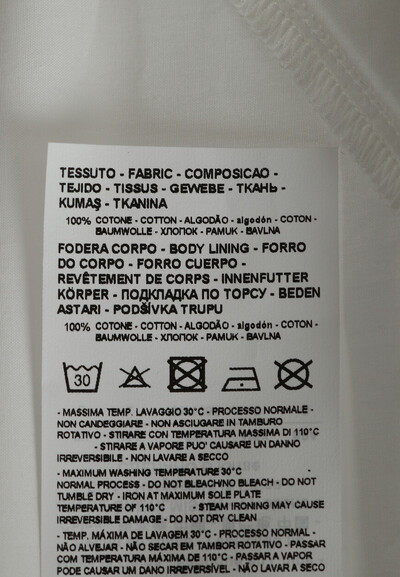 TESSUTO - FABRIC - COMPOSICAO -
TEJIDO - TISSUS - GEWEBE - ТКАНЬ -
KUMAŞ - TKANINA
100% COTONE - COTTON - ALGODÃO - algodón - COTON -
BAUMWOLLE - ХЛОПОК - PAMUK - BAVLNA
FODERA CORPO - BODY LINING - FORRO
DO CORPO - FORRO CUERPO -
REVÊTEMENT DE CORPS - INNENFUTTER
KÖRPER - ПОДКЛАДКА ПО ТОРСУ - BEDEN
ASTARI - PODŠÍVKA TRUPU
100% COTONE - COTTON - ALGODÃO - algodón - COTON -
BAUMWOLLE - ХЛОПОК - PAMUK - BAVLNA
30
- MASSIMA TEMP. LAVAGGIO 30°C - PROCESSO NORMALE -
NON CANDEGGIARE - NON ASCIUGARE IN TAMBURO
ROTATIVO - STIRARE CON TEMPERATURA MASSIMA DI 110°C
- STIRARE A VAPORE PUO' CAUSARE UN DANNO
IRREVERSIBILE - NON LAVARE A SECCO
- MAXIMUM WASHING TEMPERATURE 30°C -
NORMAL PROCESS - DO NOT BLEACH/NO BLEACH - DO NOT
TUMBLE DRY - IRON AT MAXIMUM SOLE PLATE
TEMPERATURE OF 110°C - STEAM IRONING MAY CAUSE
IRREVERSIBLE DAMAGE - DO NOT DRY CLEAN
- TEMP. MÁXIMA DE LAVAGEM 30°C - PROCESSO NORMAL -
NÃO ALVEJAR - NÃO SECAR EM TAMBOR ROTATIVO - PASSAR
COM TEMPERATURA MÁXIMA DE 110°C - PASSAR A VAPOR
PODE CAUSAR UM DANO IRREVERSÍVEL - NÃO LAVAR A SECO